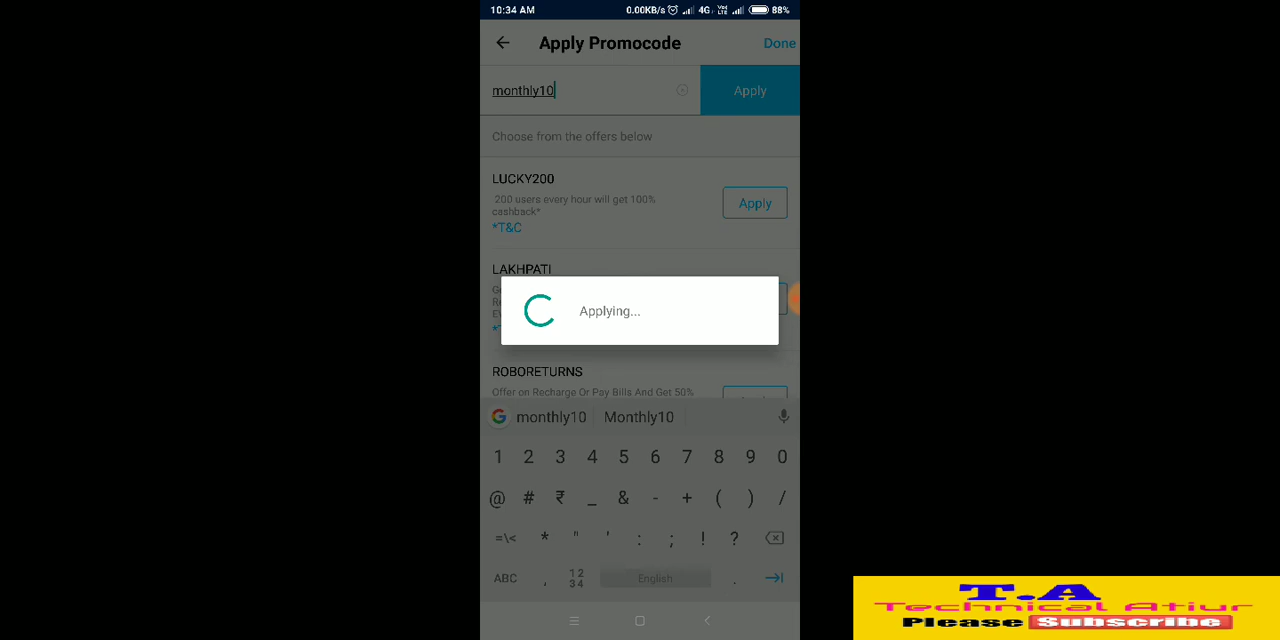 10:34 AM 0.00KB/s 4G VoLTE 88%
Apply Promocode Done
monthly10 Apply
Choose from the offers below
LUCKY200
200 users every hour will get 100%
cashback*
Apply
*T&C
LAKHPATI
Applying...
ROBORETURNS
Offer on Recharge Or Pay Bills And Get 50%
monthly10 Monthly10
1 2 3 4 5 6 7 8 9 0
@ # ₹ _ & - + ( ) /
=\< * " ' : ; ! ?
ABC , 12 34 English .
T.A
Technical Atiur
Please Subscribe